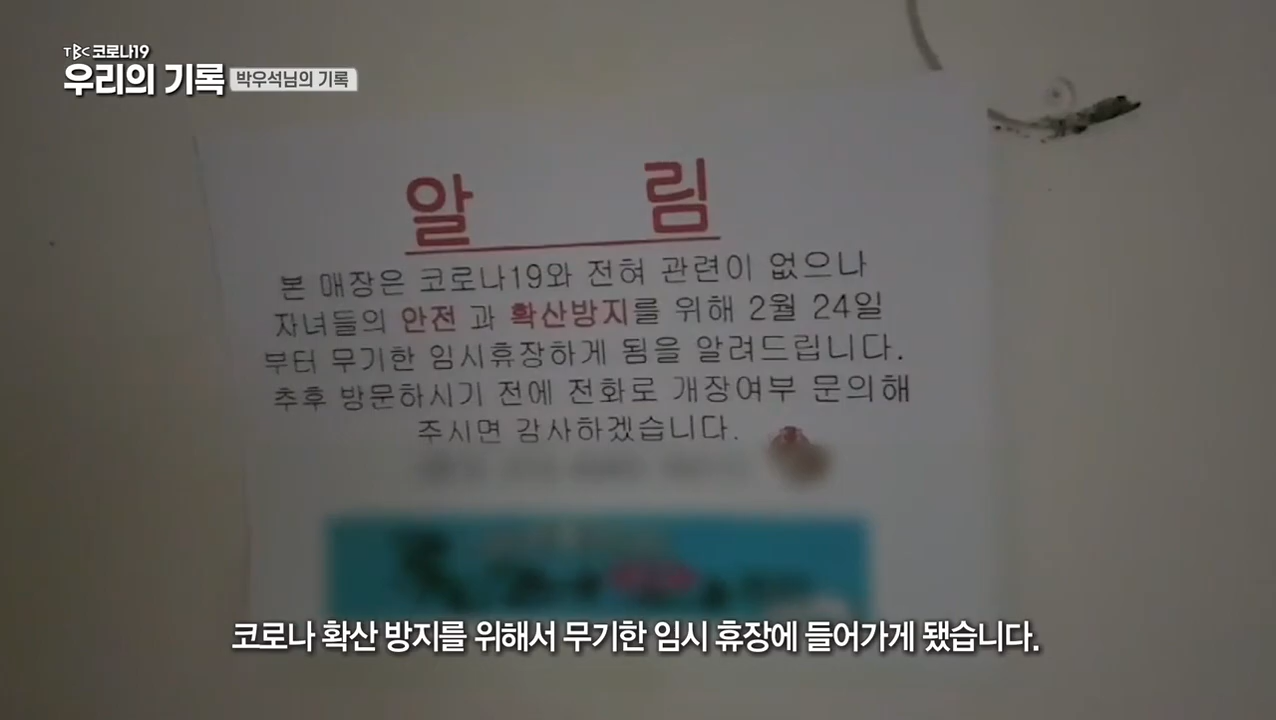 TBC 코로나19
우리의 기록 박우석님의 기록
알 림
본 매장은 코로나19와 전혀 관련이 없으나
자녀들의 안전 과 확산방지를 위해 2월 24일
부터 무기한 임시휴장하게 됨을 알려드립니다.
추후 방문하시기 전에 전화로 개장여부 문의해
주시면 감사하겠습니다.
코로나 확산 방지를 위해서 무기한 임시 휴장에 들어가게 됐습니다.